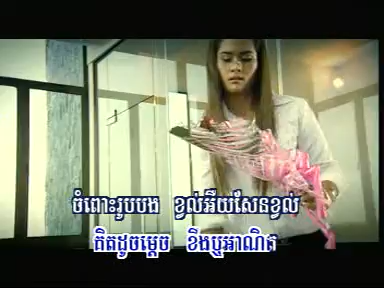 ចំពោះរូបបង ខ្វល់អីយសែនខ្វល់
គិតដូចម្ដេច ខឹងឬអាណិត